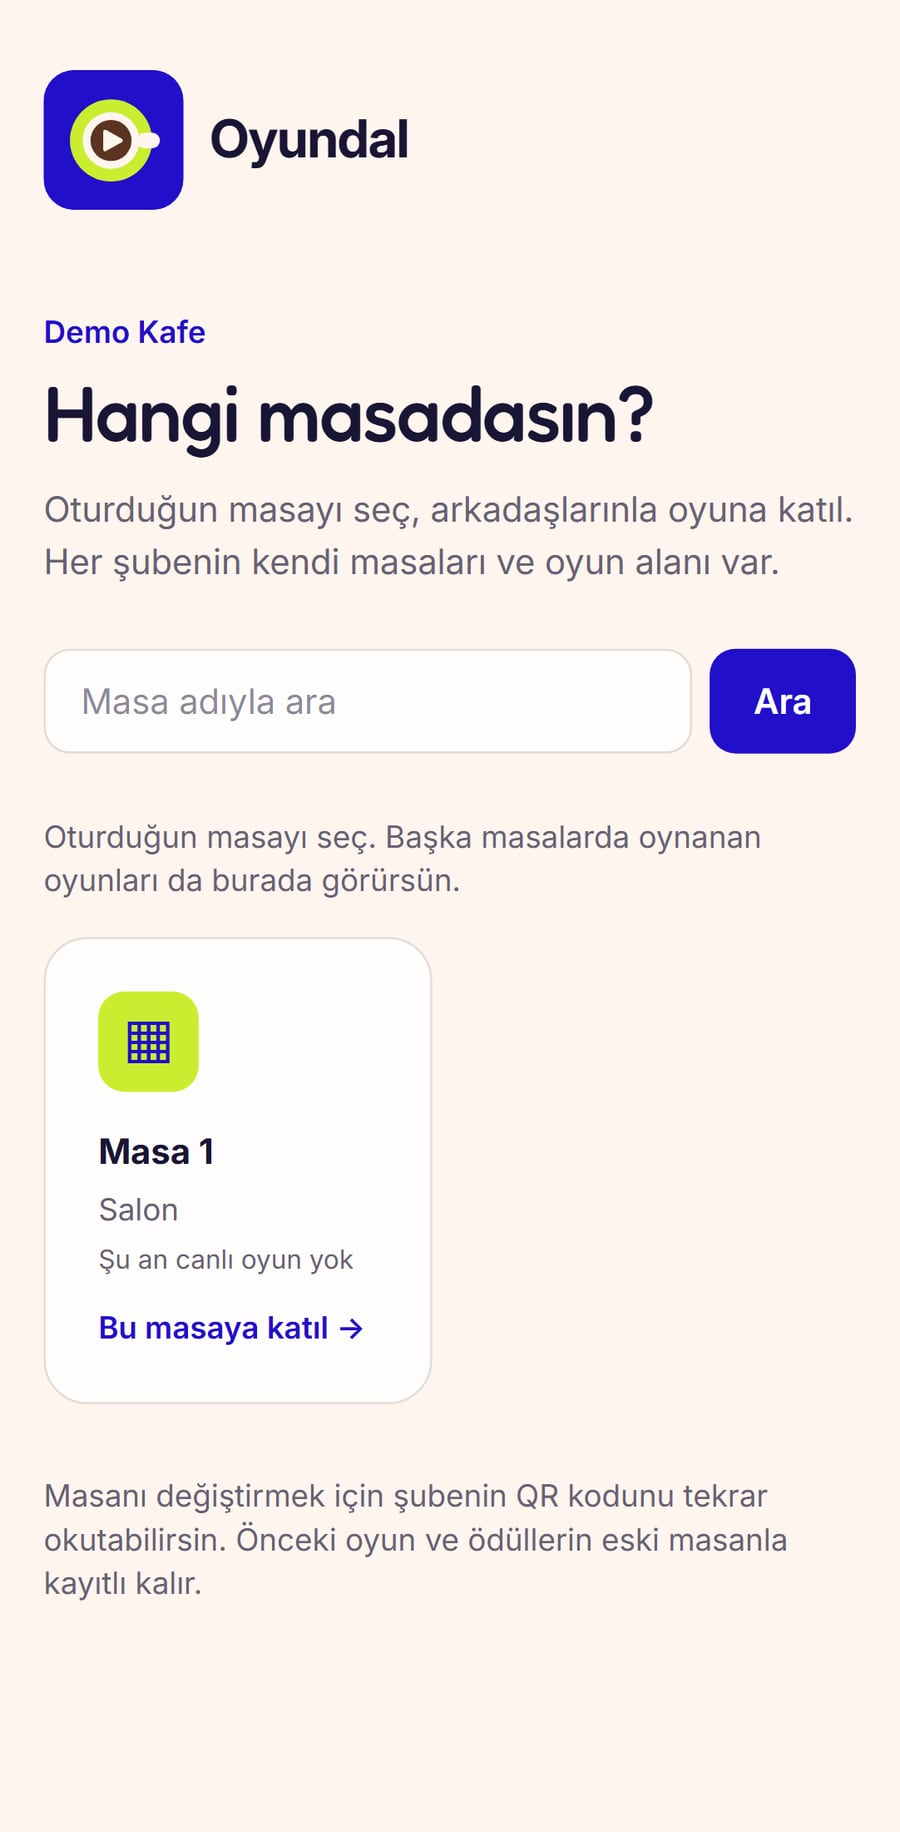 Oyundal
Demo Kafe
Hangi masadasın?
Oturduğun masayı seç, arkadaşlarınla oyuna katıl.
Her şubenin kendi masaları ve oyun alanı var.
Masa adıyla ara
Ara
Oturduğun masayı seç. Başka masalarda oynanan
oyunları da burada görürsün.
Masa 1
Salon
Şu an canlı oyun yok
Bu masaya katıl →
Masanı değiştirmek için şubenin QR kodunu tekrar
okutabilirsin. Önceki oyun ve ödüllerin eski masanla
kayıtlı kalır.